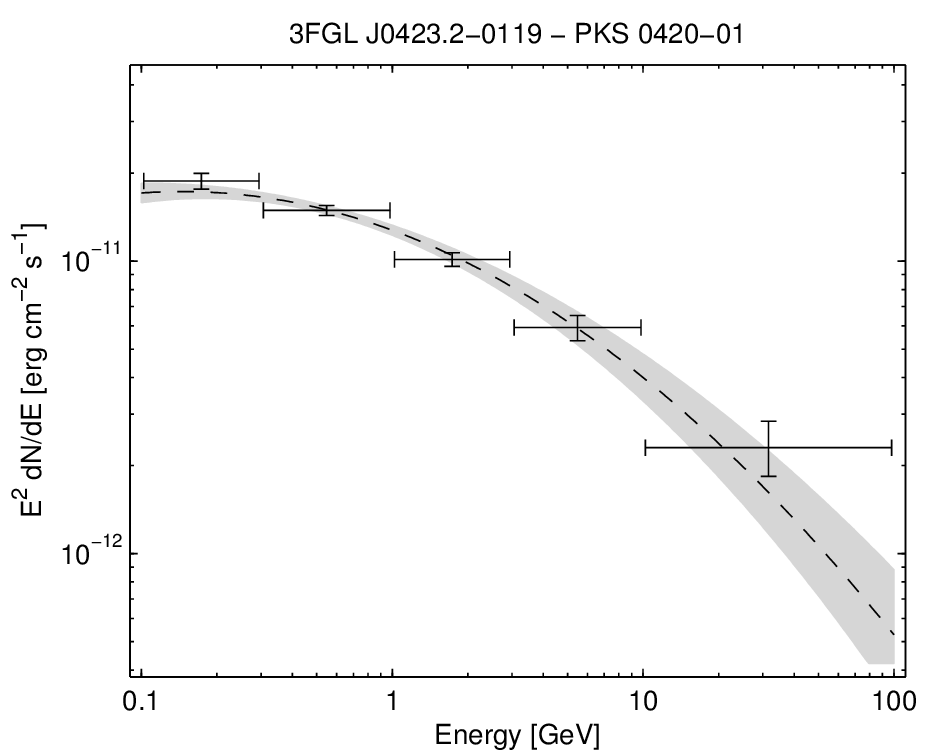 3FGL J0423.2−0119 − PKS 0420−01
E² dN/dE [erg cm⁻² s⁻¹]
10⁻¹¹
10⁻¹²
0.1 1 10 100
Energy [GeV]